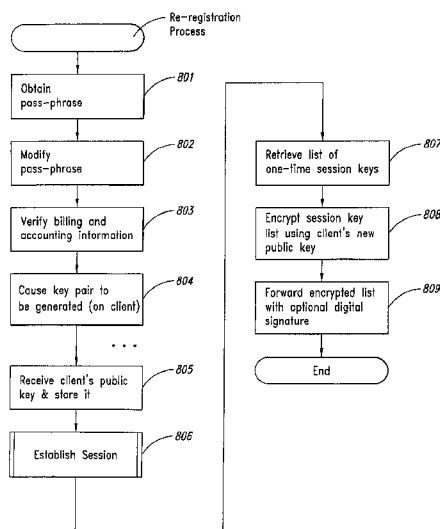 Re-registration
Process
801
Obtain
pass-phrase
802
Modify
pass-phrase
803
Verify billing and
accounting information
804
Cause key pair to
be generated (on client)
• • •
805
Receive client's public
key & store it
806
Establish Session
807
Retrieve list of
one-time session keys
808
Encrypt session key
list using client's new
public key
809
Forward encrypted list
with optional digital
signature
End